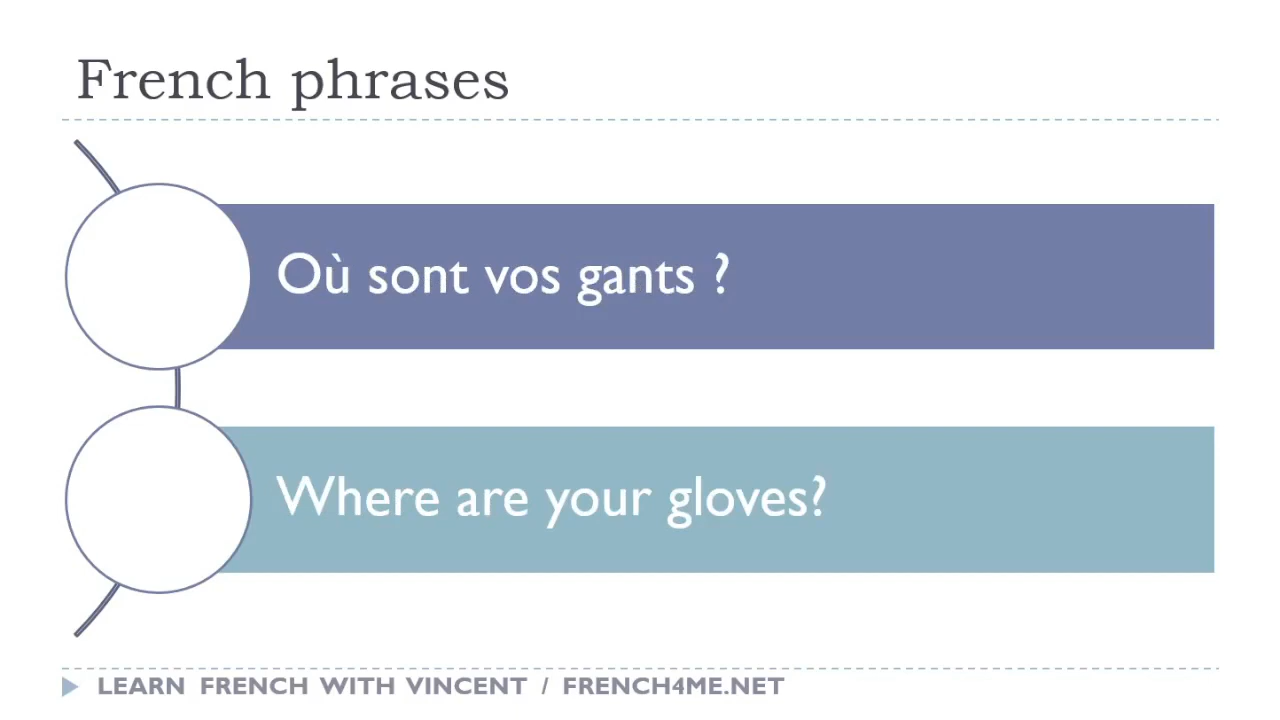 French phrases
Où sont vos gants ?
Where are your gloves?
LEARN FRENCH WITH VINCENT / FRENCH4ME.NET